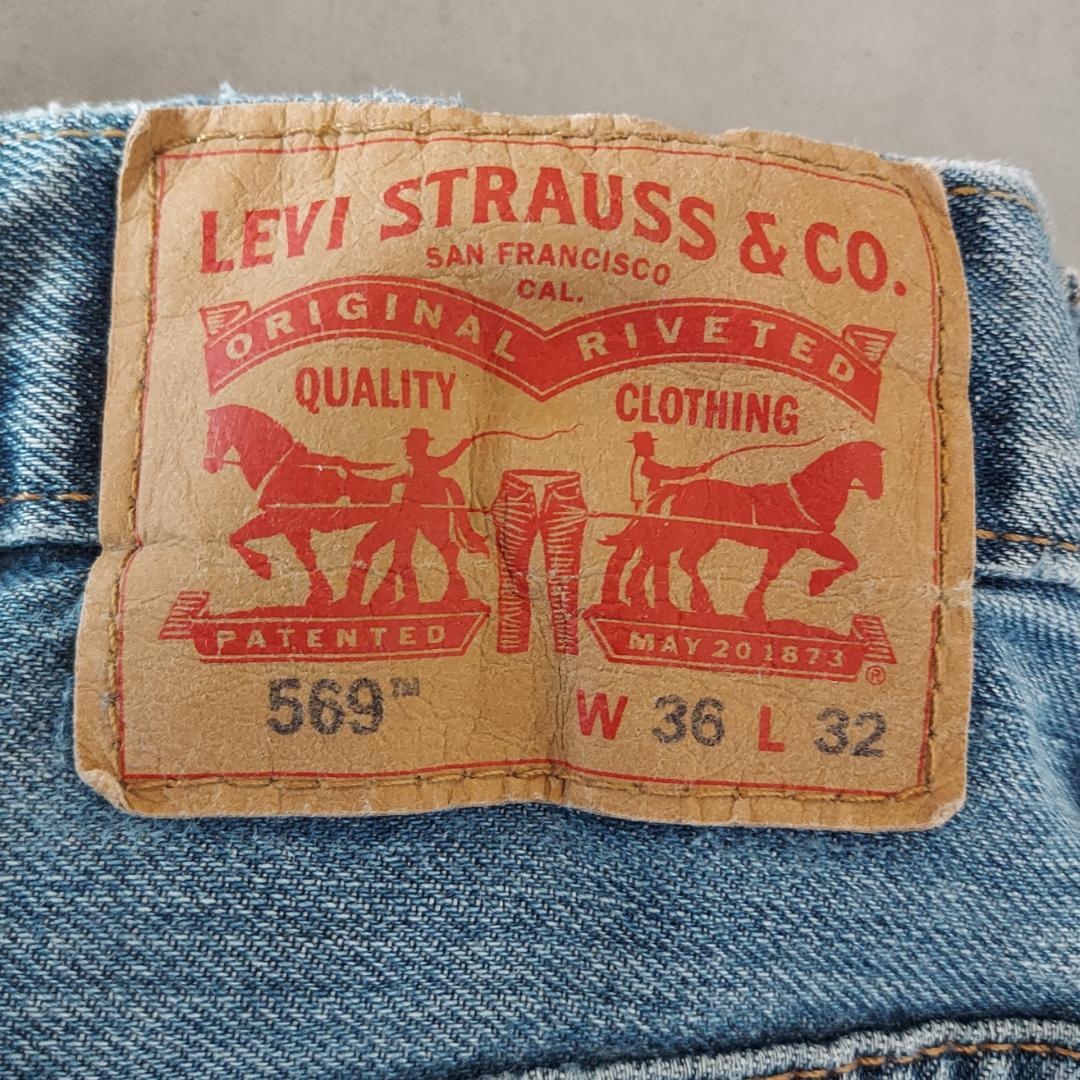 LEVI STRAUSS & CO.
SAN FRANCISCO
CAL.
ORIGINAL RIVETED
QUALITY CLOTHING
PATENTED MAY 20 1873 ®
569™ W 36 L 32